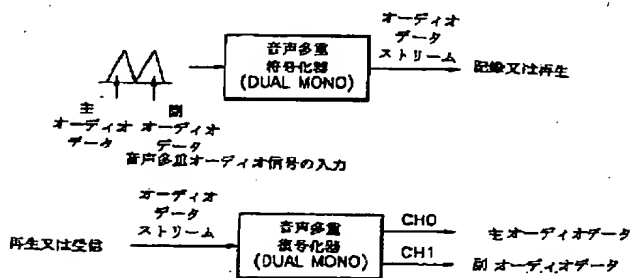 オーディオ
データ
ストリーム
音声多重
符号化器
(DUAL MONO)
記録又は再生
主
オーディオ
データ
副
オーディオ
データ
音声多重オーディオ信号の入力
オーディオ
データ
ストリーム
再生又は受信
音声多重
復号化器
(DUAL MONO)
CH0
主オーディオデータ
CH1
副オーディオデータ